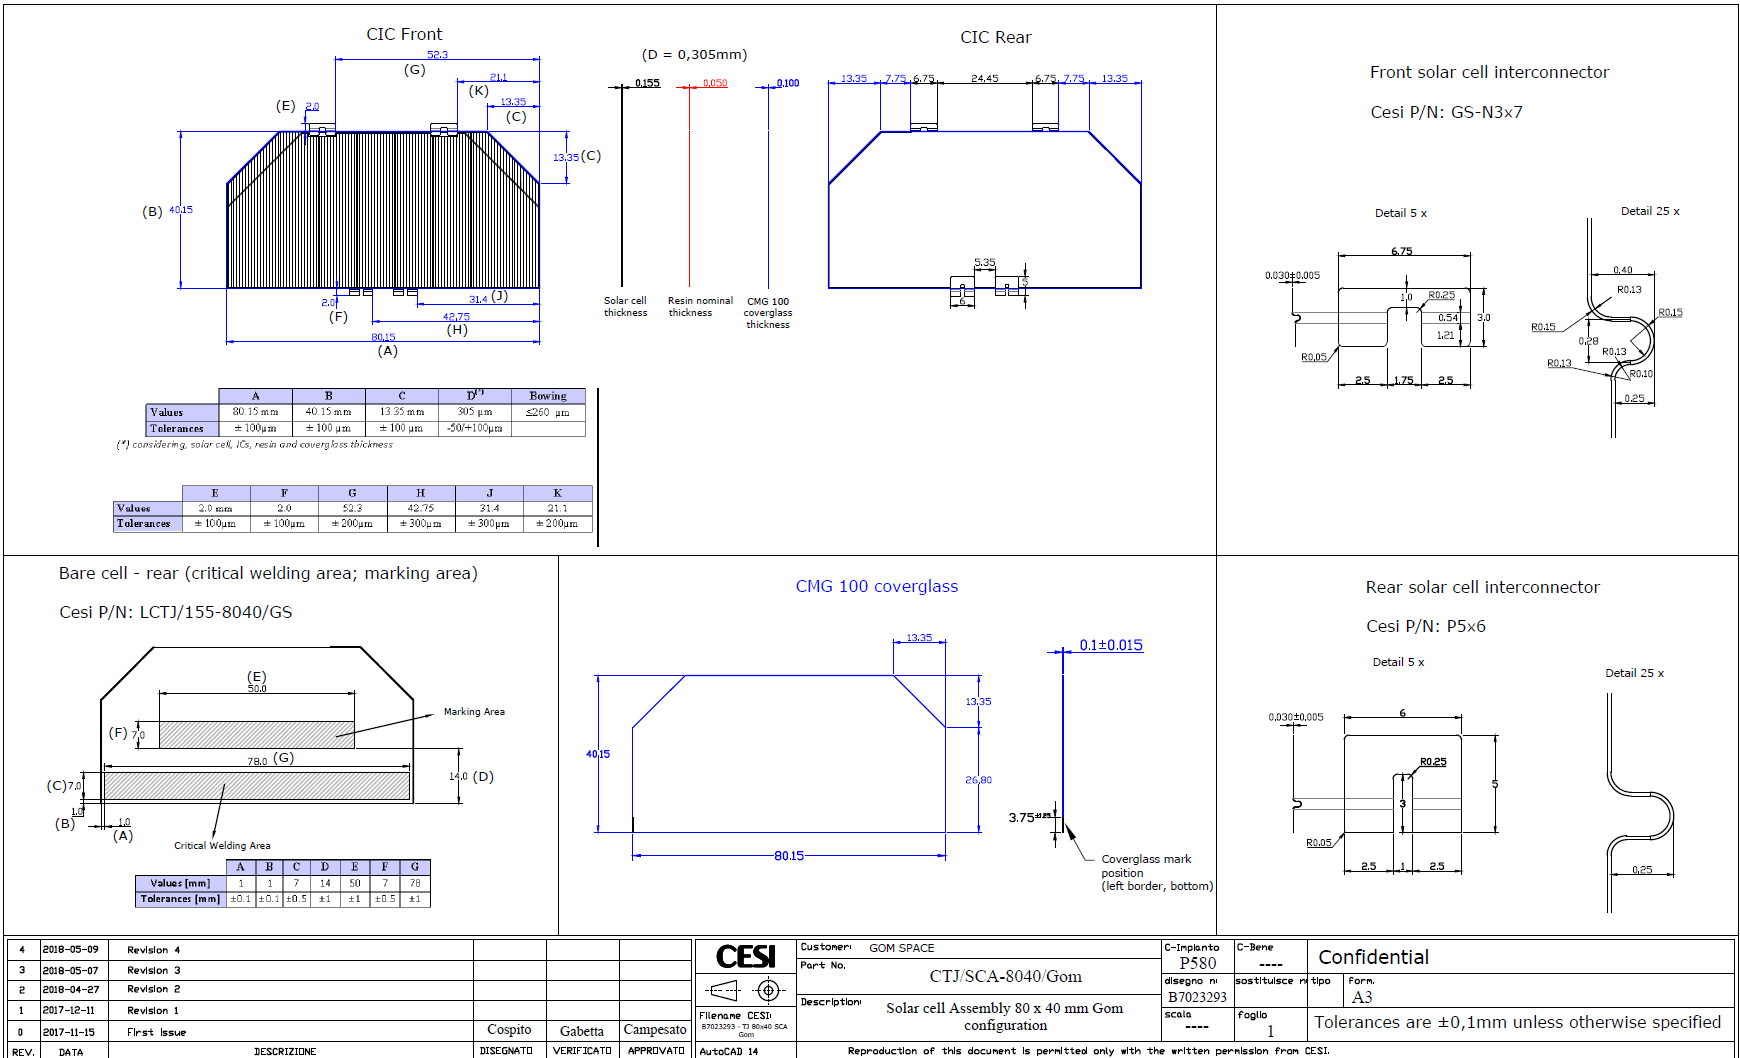 CIC Front
52.3
(G)
21.1
(K)
(E) 2.0
13.35
(C)
13.35 (C)
(B) 40.15
2.0
(F)
31.4 (J)
42.75
(H)
80.15
(A)
(D = 0,305mm)
0.155
0.050
0.100
Solar cell
thickness
Resin nominal
thickness
CMG 100
coverglass
thickness
CIC Rear
13.35 7.75 6.75 24.45 6.75 7.75 13.35
5.35
5
6
A B C D(*) Bowing
Values 80.15 mm 40.15 mm 13.35 mm 305 µm ≤260 µm
Tolerances ± 100µm ± 100 µm ± 100 µm -50/+100µm
(*) considering, solar cell, ICs, resin and coverglass thickness
E F G H J K
Values 2.0 mm 2.0 52.3 42.75 31.4 21.1
Tolerances ± 100µm ± 100µm ± 200µm ± 300µm ± 300µm ± 200µm
Front solar cell interconnector
Cesi P/N: GS-N3x7
Detail 5 x
6.75
0.030±0.005
1.0
R0.25
0.54
3.0
1.21
R0.05
2.5 1.75 2.5
Detail 25 x
0.40
R0.13
R0.15
R0.15
0.28
R0.13
R0.13
R0.10
0.25
Bare cell - rear (critical welding area; marking area)
Cesi P/N: LCTJ/155-8040/GS
(E)
50.0
Marking Area
(F) 7.0
78.0 (G)
14.0 (D)
(C) 7.0
1.0
(B)
1.0
(A)
Critical Welding Area
A B C D E F G
Values [mm] 1 1 7 14 50 7 78
Tolerances [mm] ±0.1 ±0.1 ±0.5 ±1 ±1 ±0.5 ±1
CMG 100 coverglass
13.35
0.1±0.015
13.35
40.15
26.80
3.75
80.15
Coverglass mark
position
(left border, bottom)
Rear solar cell interconnector
Cesi P/N: P5x6
Detail 5 x
0.030±0.005
6
R0.25
3
5
R0.05
2.5 1 2.5
Detail 25 x
0.25
4 2018-05-09 Revision 4
3 2018-05-07 Revision 3
2 2018-04-27 Revision 2
1 2017-12-11 Revision 1
0 2017-11-15 First Issue Cospito Gabetta Campesato
REV. DATA DESCRIZIONE DISEGNATO VERIFICATO APPROVATO
CESI
Filename CESI:
B7023293 - TJ 80x40 SCA
Gom
AutoCAD 14
Customer: GOM SPACE
Part No.
CTJ/SCA-8040/Gom
Description:
Solar cell Assembly 80 x 40 mm Gom
configuration
C-Impianto
P580
C-Bene
----
Confidential
disegno n:
B7023293
sostituisce n:
tipo
form.
A3
scala
----
foglio
1
Tolerances are ±0,1mm unless otherwise specified
Reproduction of this document is permitted only with the written permission from CESI.